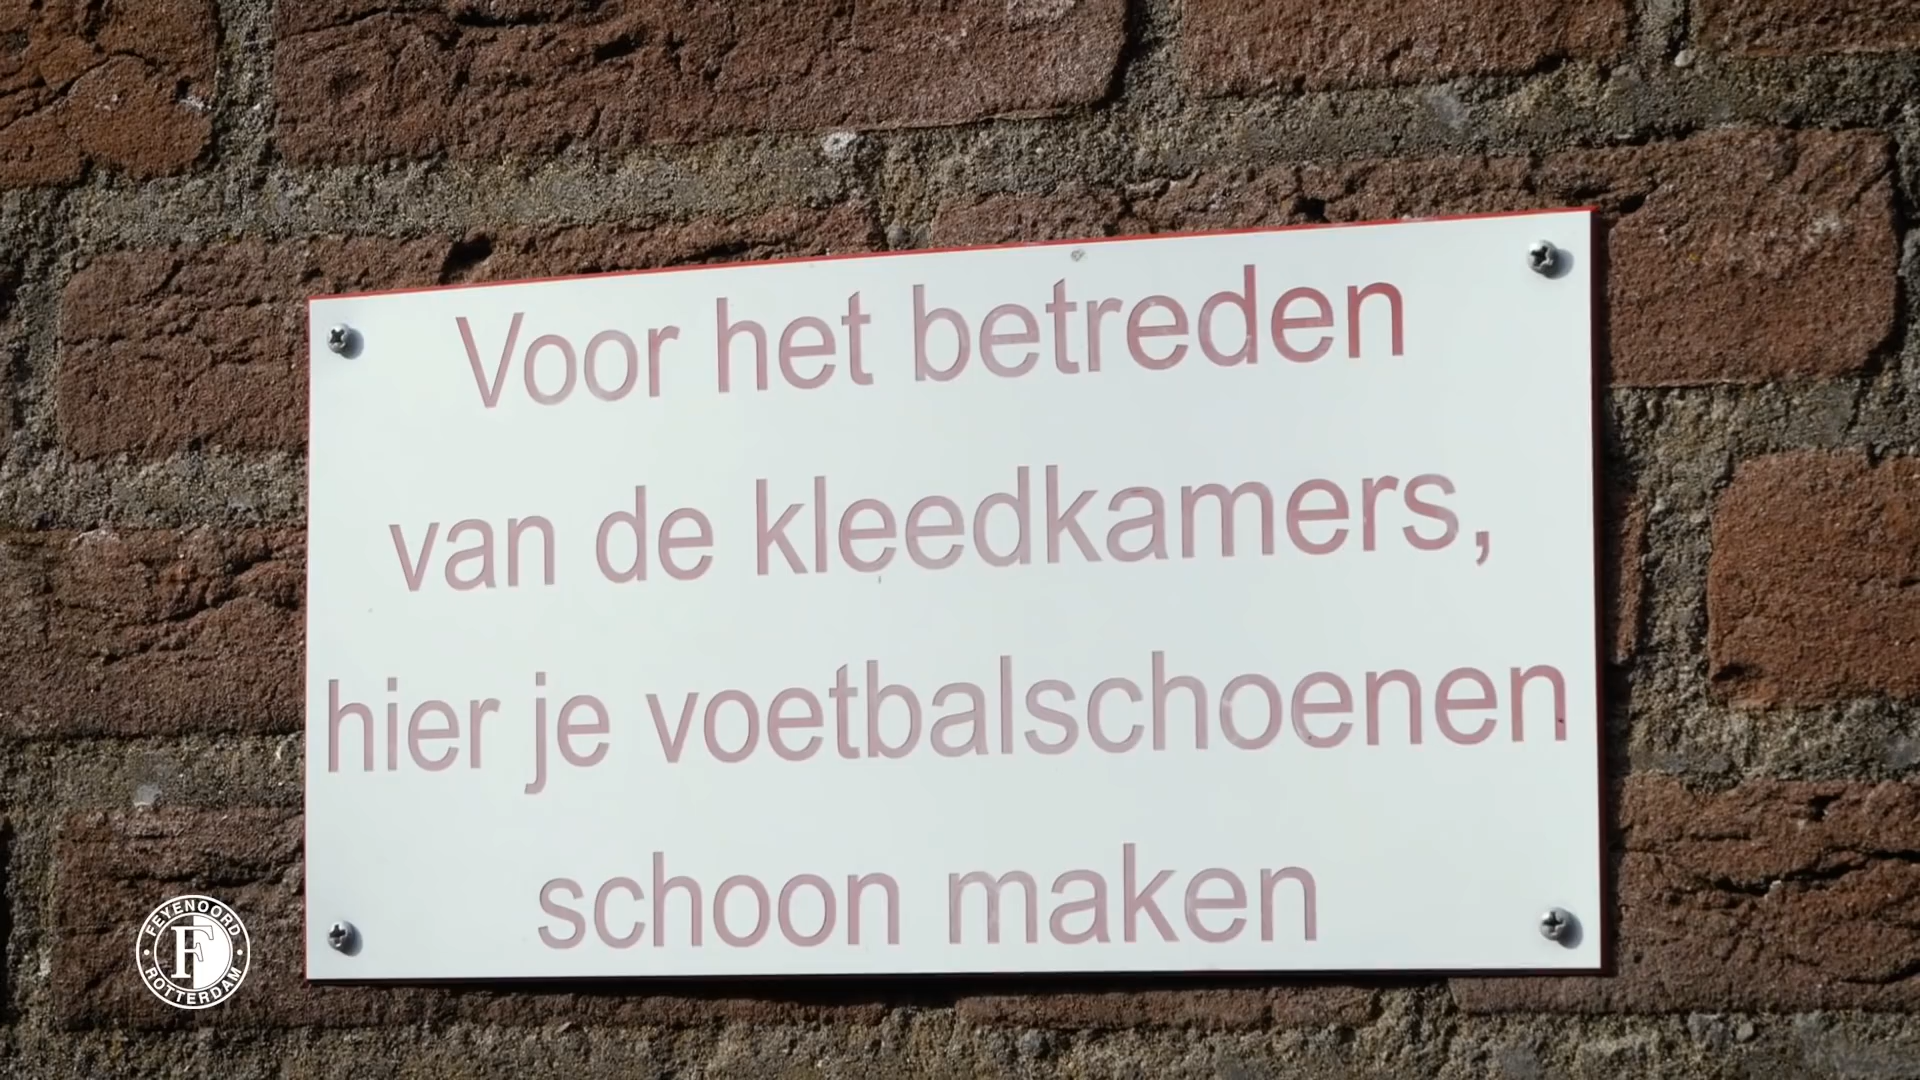 Voor het betreden
van de kleedkamers,
hier je voetbalschoenen
schoon maken
FEYENOORD
F
ROTTERDAM